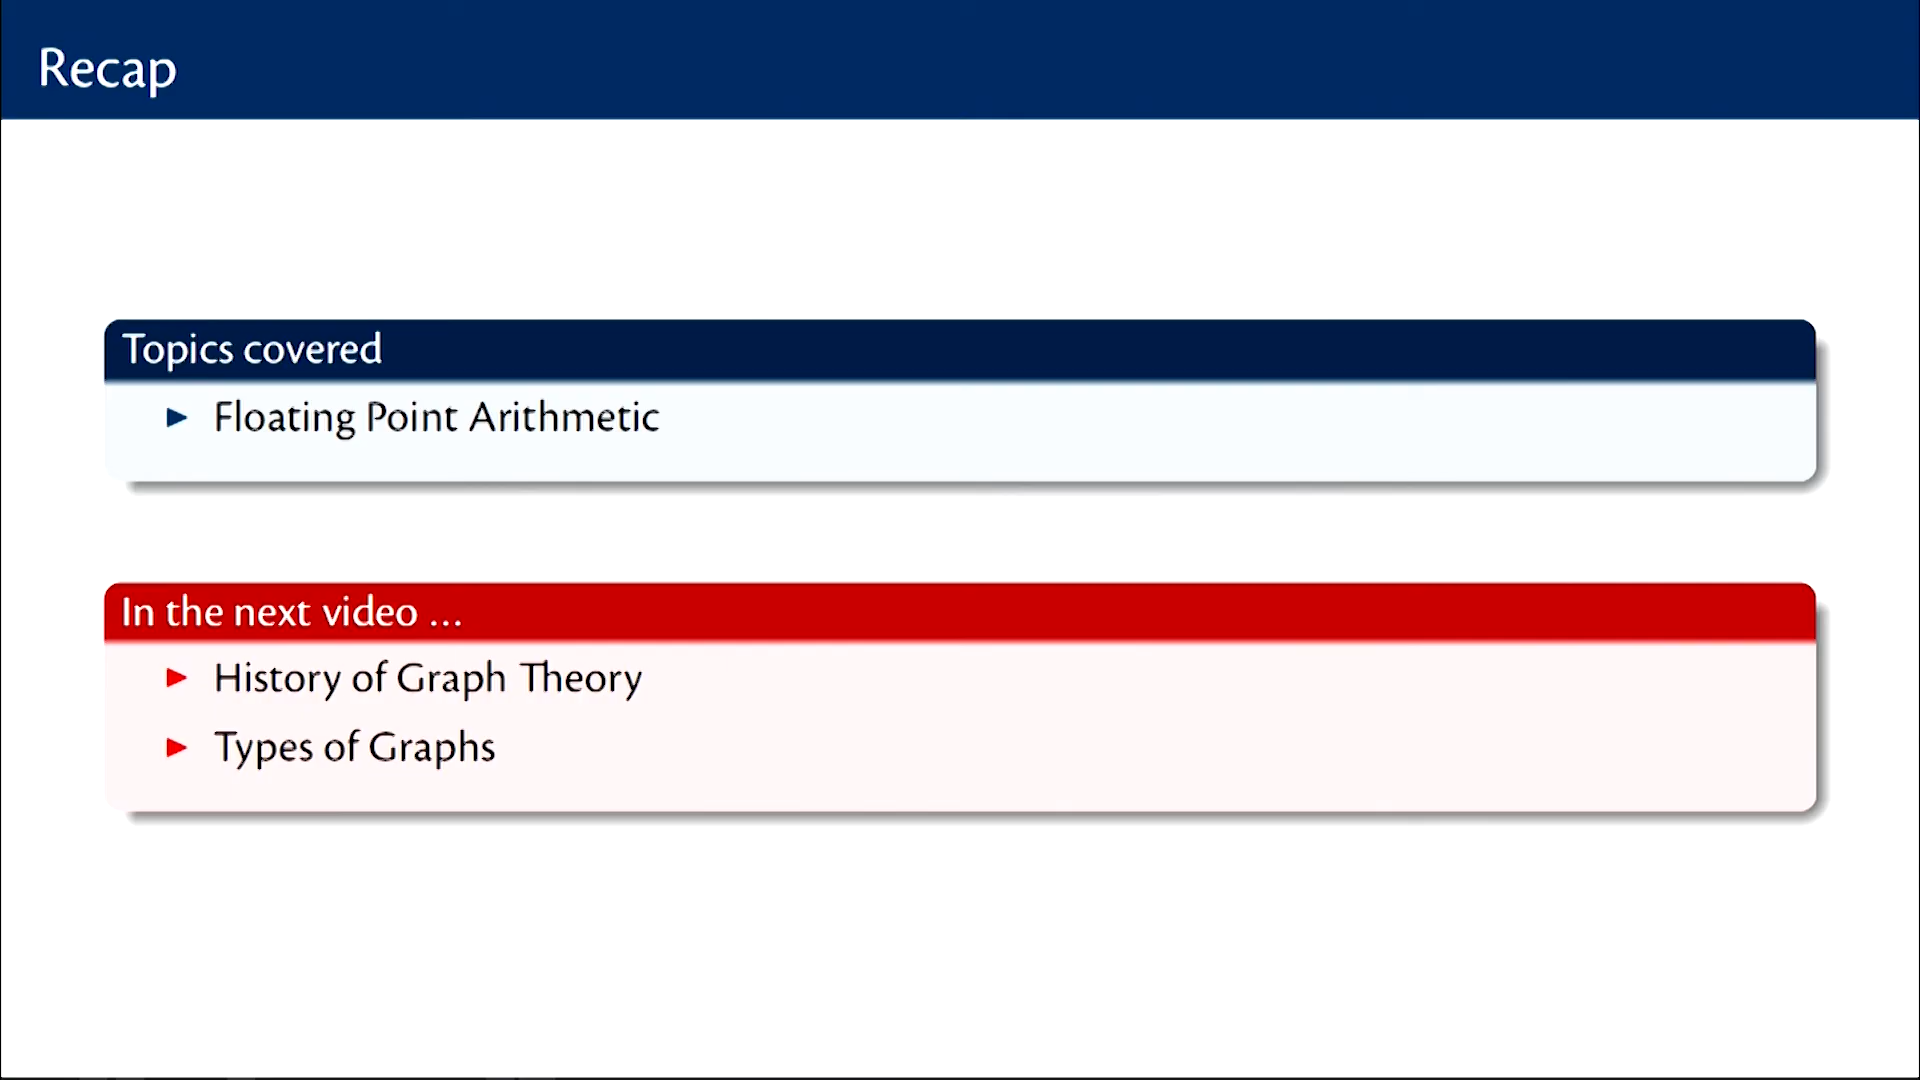 Recap
Topics covered
Floating Point Arithmetic
In the next video ...
History of Graph Theory
Types of Graphs